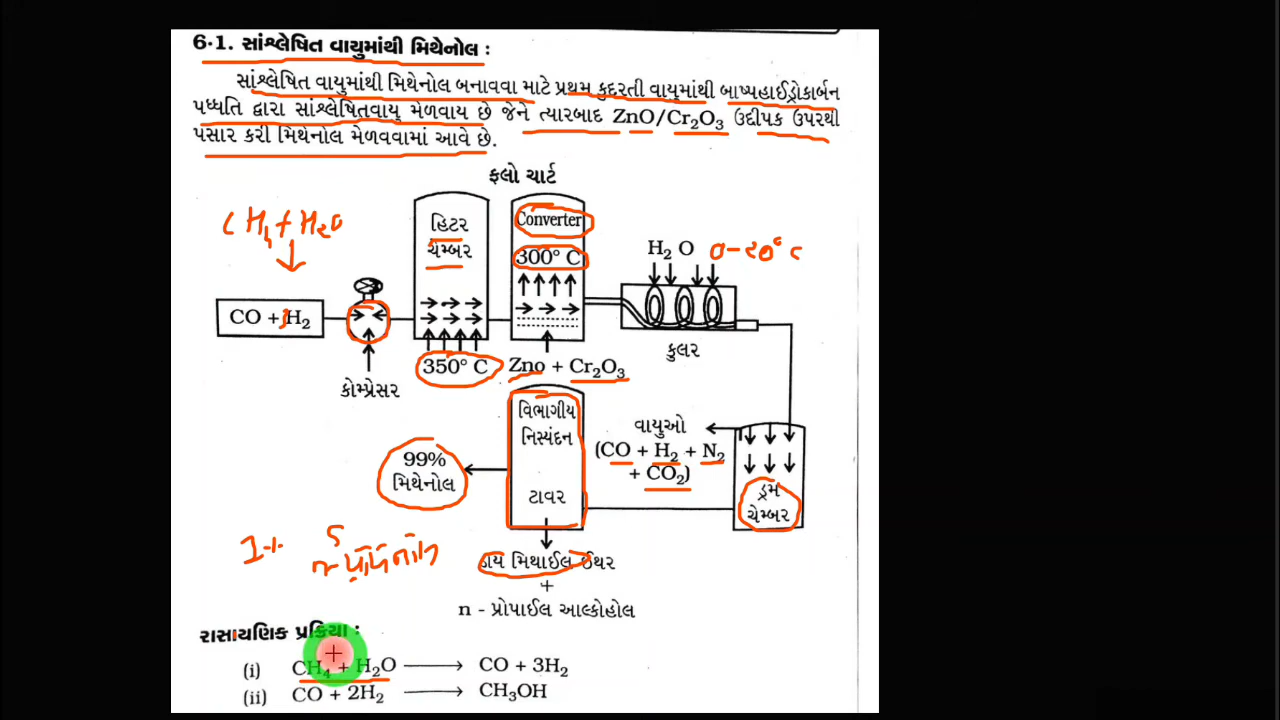 6·1. સાંશ્લેષિત વાયુમાંથી મિથેનોલ :
સાંશ્લેષિત વાયુમાંથી મિથેનોલ બનાવવા માટે પ્રથમ કુદરતી વાયુમાંથી બાષ્પહાઈડ્રોકાર્બન
પધ્ધતિ દ્વારા સાંશ્લેષિતવાયુ મેળવાય છે જેને ત્યારબાદ ZnO/Cr₂O₃ ઉદ્દીપક ઉપરથી
પસાર કરી મિથેનોલ મેળવવામાં આવે છે.
ફલો ચાર્ટ
CH₄ + H₂O
હિટર
ચેમ્બર
Converter
300° C
H₂ O
0-20°C
CO + H₂
કુલર
350° C
Zno + Cr₂O₃
કોમ્પ્રેસર
વિભાગીય
નિસ્યંદન
ટાવર
વાયુઓ
(CO + H₂ + N₂
+ CO₂)
99%
મિથેનોલ
ડ્રમ
ચેમ્બર
1%
ડાય મિથાઈલ ઈથર
+
n - પ્રોપાઈલ આલ્કોહોલ
રાસાયણિક પ્રક્રિયા :
(i) CH₄ + H₂O ⟶ CO + 3H₂
(ii) CO + 2H₂ ⟶ CH₃OH